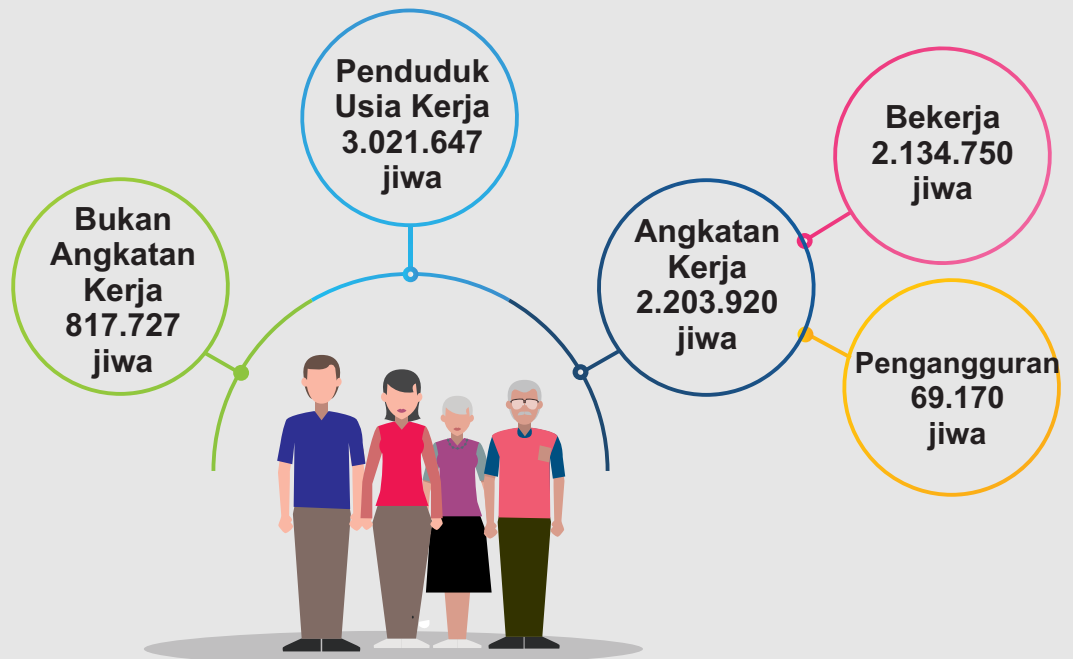 Penduduk
Usia Kerja
3.021.647
jiwa
Bukan
Angkatan
Kerja
817.727
jiwa
Angkatan
Kerja
2.203.920
jiwa
Bekerja
2.134.750
jiwa
Pengangguran
69.170
jiwa